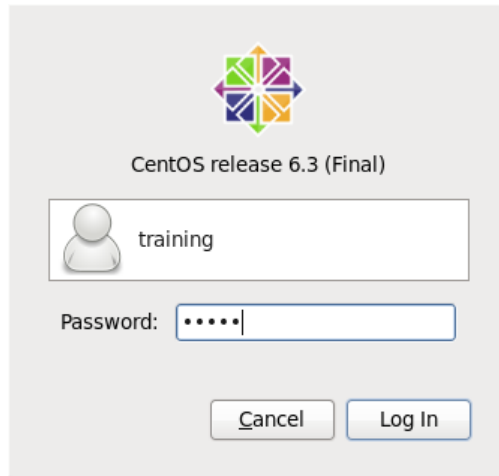 CentOS release 6.3 (Final)
training
Password: •••••
Cancel Log In